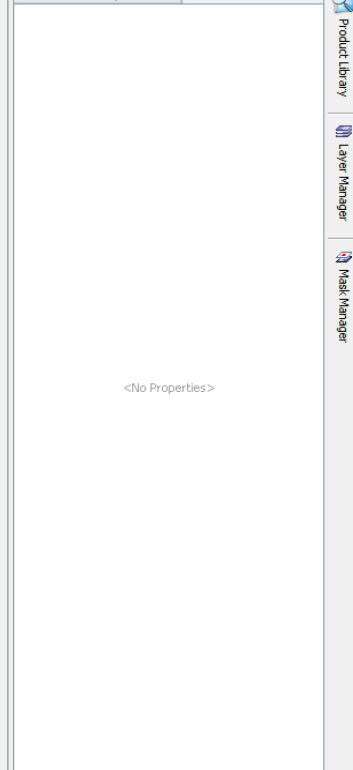 Product Library
Layer Manager
Mask Manager
<No Properties>